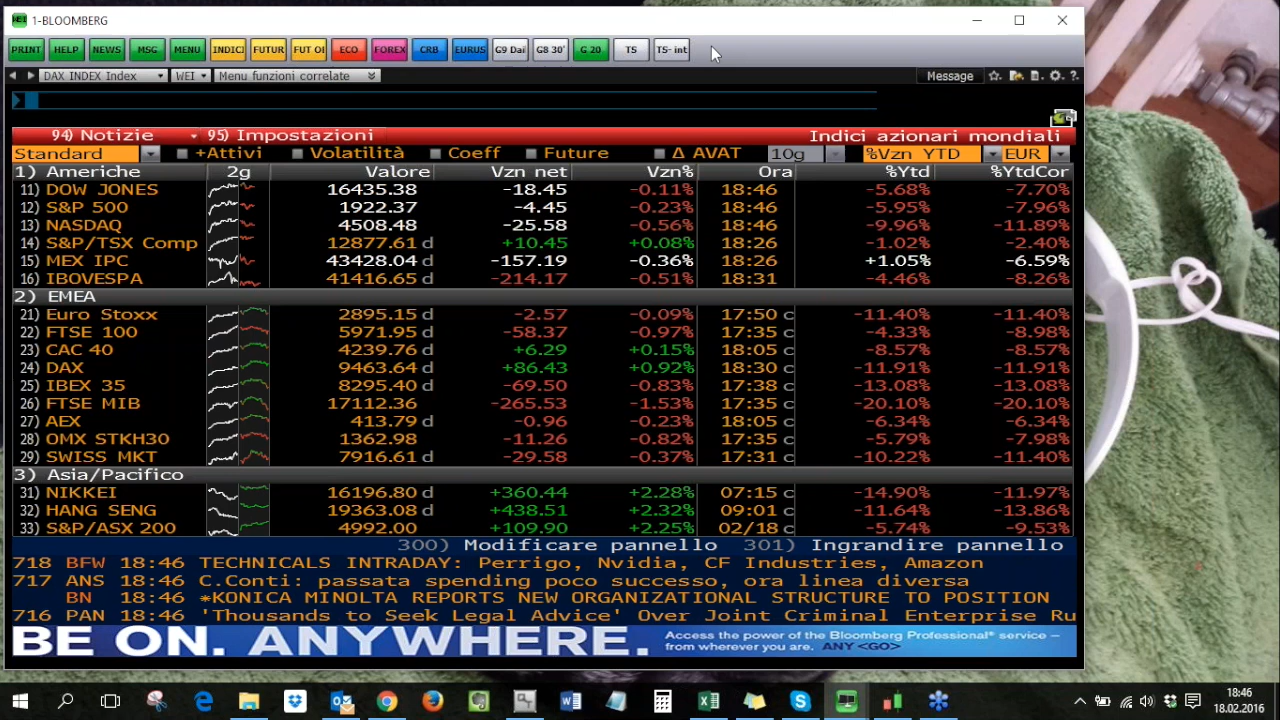 1-BLOOMBERG
PRINT HELP NEWS MSG MENU INDICI FUTUR FUT OI ECO FOREX CRB EURUS G9 Dai G8 30' G 20 TS TS- int
DAX INDEX Index WEI Menu funzioni correlate Message
94) Notizie 95) Impostazioni Indici azionari mondiali
Standard +Attivi Volatilità Coeff Future Δ AVAT 10g %Vzn YTD EUR
1) Americhe 2g Valore Vzn net Vzn% Ora %Ytd %YtdCor
11) DOW JONES 16435.38 -18.45 -0.11% 18:46 -5.68% -7.70%
12) S&P 500 1922.37 -4.45 -0.23% 18:46 -5.95% -7.96%
13) NASDAQ 4508.48 -25.58 -0.56% 18:46 -9.96% -11.89%
14) S&P/TSX Comp 12877.61 d +10.45 +0.08% 18:26 -1.02% -2.40%
15) MEX IPC 43428.04 d -157.19 -0.36% 18:26 +1.05% -6.59%
16) IBOVESPA 41416.65 d -214.17 -0.51% 18:31 -4.46% -8.26%
2) EMEA
21) Euro Stoxx 2895.15 d -2.57 -0.09% 17:50 c -11.40% -11.40%
22) FTSE 100 5971.95 d -58.37 -0.97% 17:35 c -4.33% -8.98%
23) CAC 40 4239.76 d +6.29 +0.15% 18:05 c -8.57% -8.57%
24) DAX 9463.64 d +86.43 +0.92% 18:30 c -11.91% -11.91%
25) IBEX 35 8295.40 d -69.50 -0.83% 17:38 c -13.08% -13.08%
26) FTSE MIB 17112.36 -265.53 -1.53% 17:35 c -20.10% -20.10%
27) AEX 413.79 d -0.96 -0.23% 18:05 c -6.34% -6.34%
28) OMX STKH30 1362.98 -11.26 -0.82% 17:35 c -5.79% -7.98%
29) SWISS MKT 7916.61 d -29.58 -0.37% 17:31 c -10.22% -11.40%
3) Asia/Pacifico
31) NIKKEI 16196.80 d +360.44 +2.28% 07:15 c -14.90% -11.97%
32) HANG SENG 19363.08 d +438.51 +2.32% 09:01 c -11.64% -13.86%
33) S&P/ASX 200 4992.00 +109.90 +2.25% 02/18 c -5.74% -9.53%
300) Modificare pannello 301) Ingrandire pannello
718 BFW 18:46 TECHNICALS INTRADAY: Perrigo, Nvidia, CF Industries, Amazon
717 ANS 18:46 C.Conti: passata spending poco successo, ora linea diversa
BN 18:46 *KONICA MINOLTA REPORTS NEW ORGANIZATIONAL STRUCTURE TO POSITION
716 PAN 18:46 'Thousands to Seek Legal Advice' Over Joint Criminal Enterprise Ru
BE ON. ANYWHERE.
Access the power of the Bloomberg Professional® service –
from wherever you are. ANY <GO>
18:46
18.02.2016